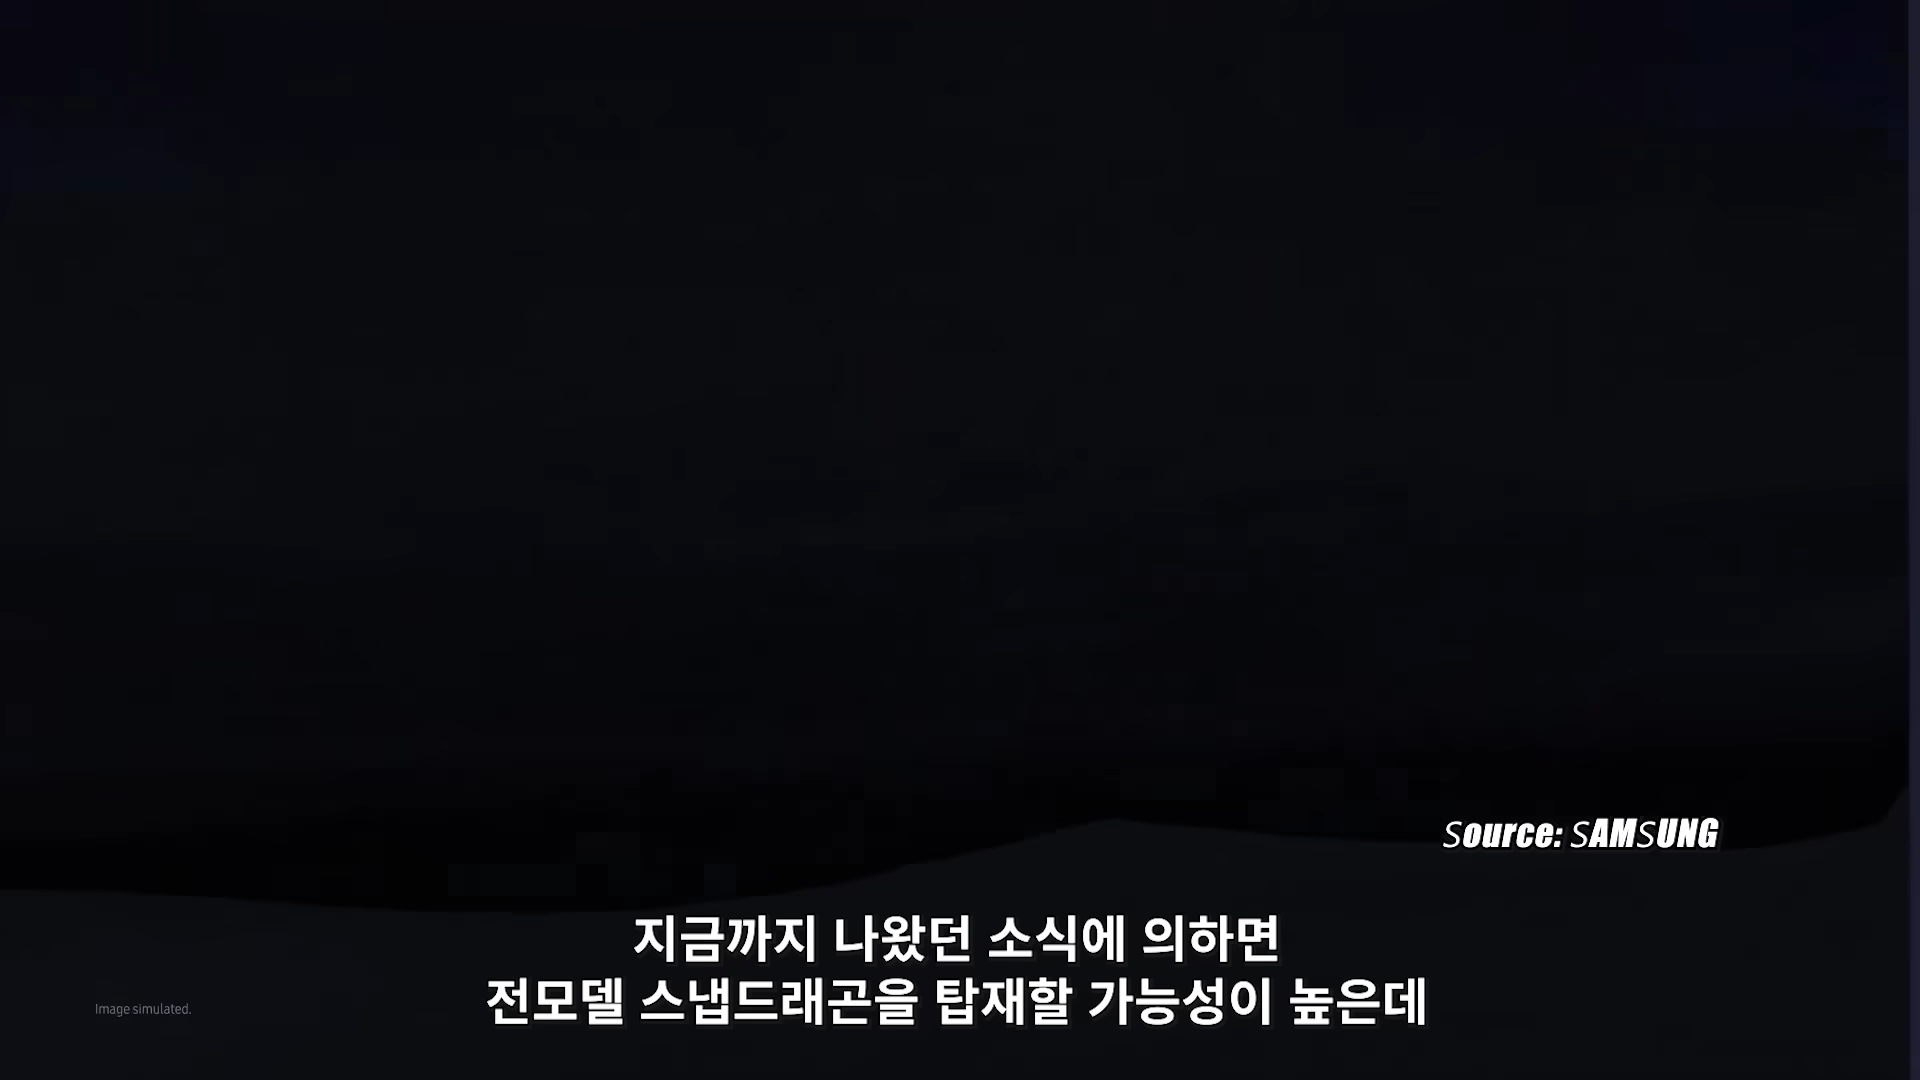 Source: SAMSUNG
지금까지 나왔던 소식에 의하면
전모델 스냅드래곤을 탑재할 가능성이 높은데
Image simulated.